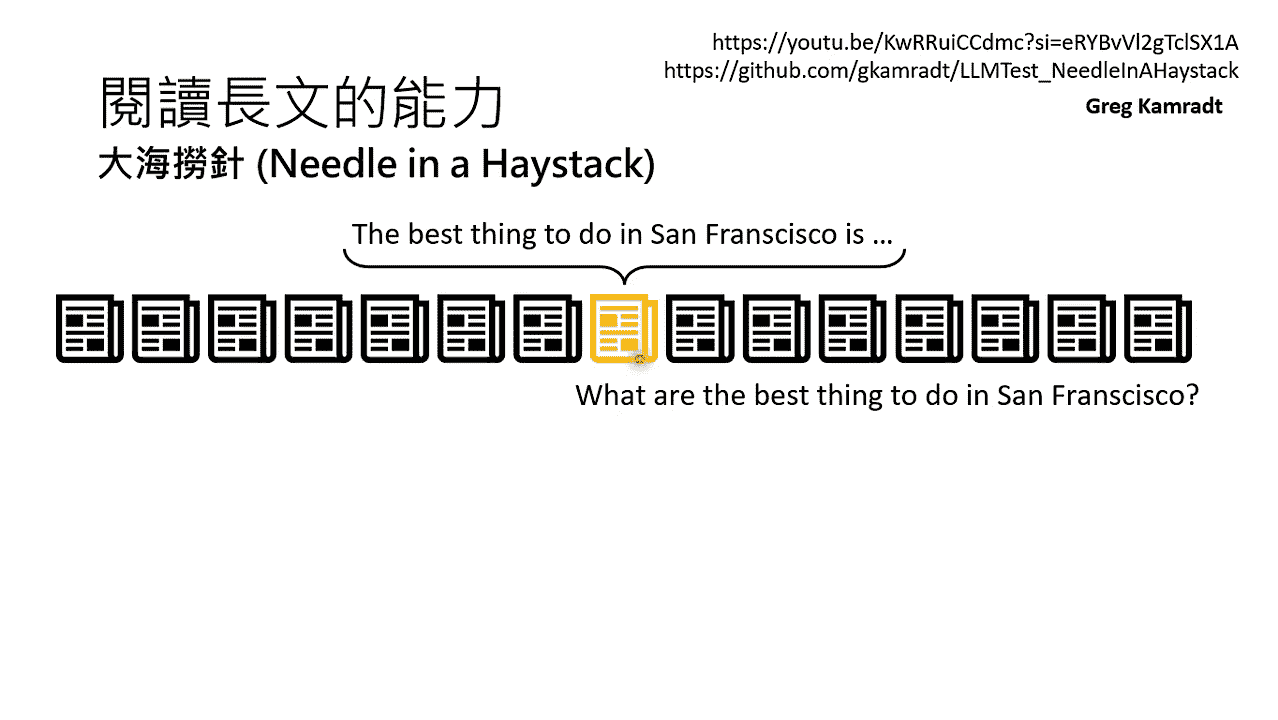 https://youtu.be/KwRRuiCCdmc?si=eRYBvVl2gTclSX1A
https://github.com/gkamradt/LLMTest_NeedleInAHaystack
Greg Kamradt
閱讀長文的能力
大海撈針 (Needle in a Haystack)
The best thing to do in San Franscisco is …
What are the best thing to do in San Franscisco?